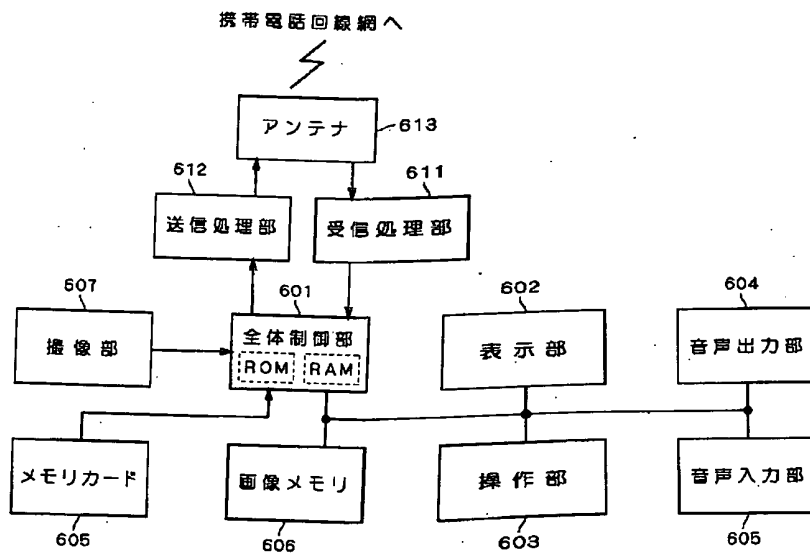 携帯電話回線網へ
アンテナ
613
612
611
送信処理部
受信処理部
607
601
602
604
撮像部
全体制御部
ROM
RAM
表示部
音声出力部
メモリカード
画像メモリ
操作部
音声入力部
605
606
603
605